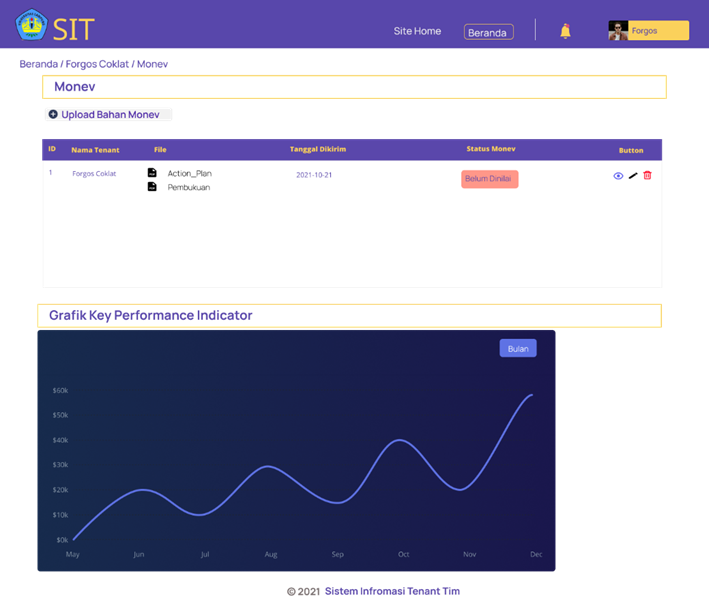 SIT
Site Home
Beranda
Forgos
Beranda / Forgos Coklat / Monev
Monev
Upload Bahan Monev
ID Nama Tenant File Tanggal Dikirim Status Monev Button
1 Forgos Coklat Action_Plan 2021-10-21 Belum Dinilai
Pembukuan
Grafik Key Performance Indicator
Bulan
$60k
$50k
$40k
$30k
$20k
$10k
$0k
May Jun Jul Aug Sep Oct Nov Dec
© 2021 Sistem Infromasi Tenant Tim